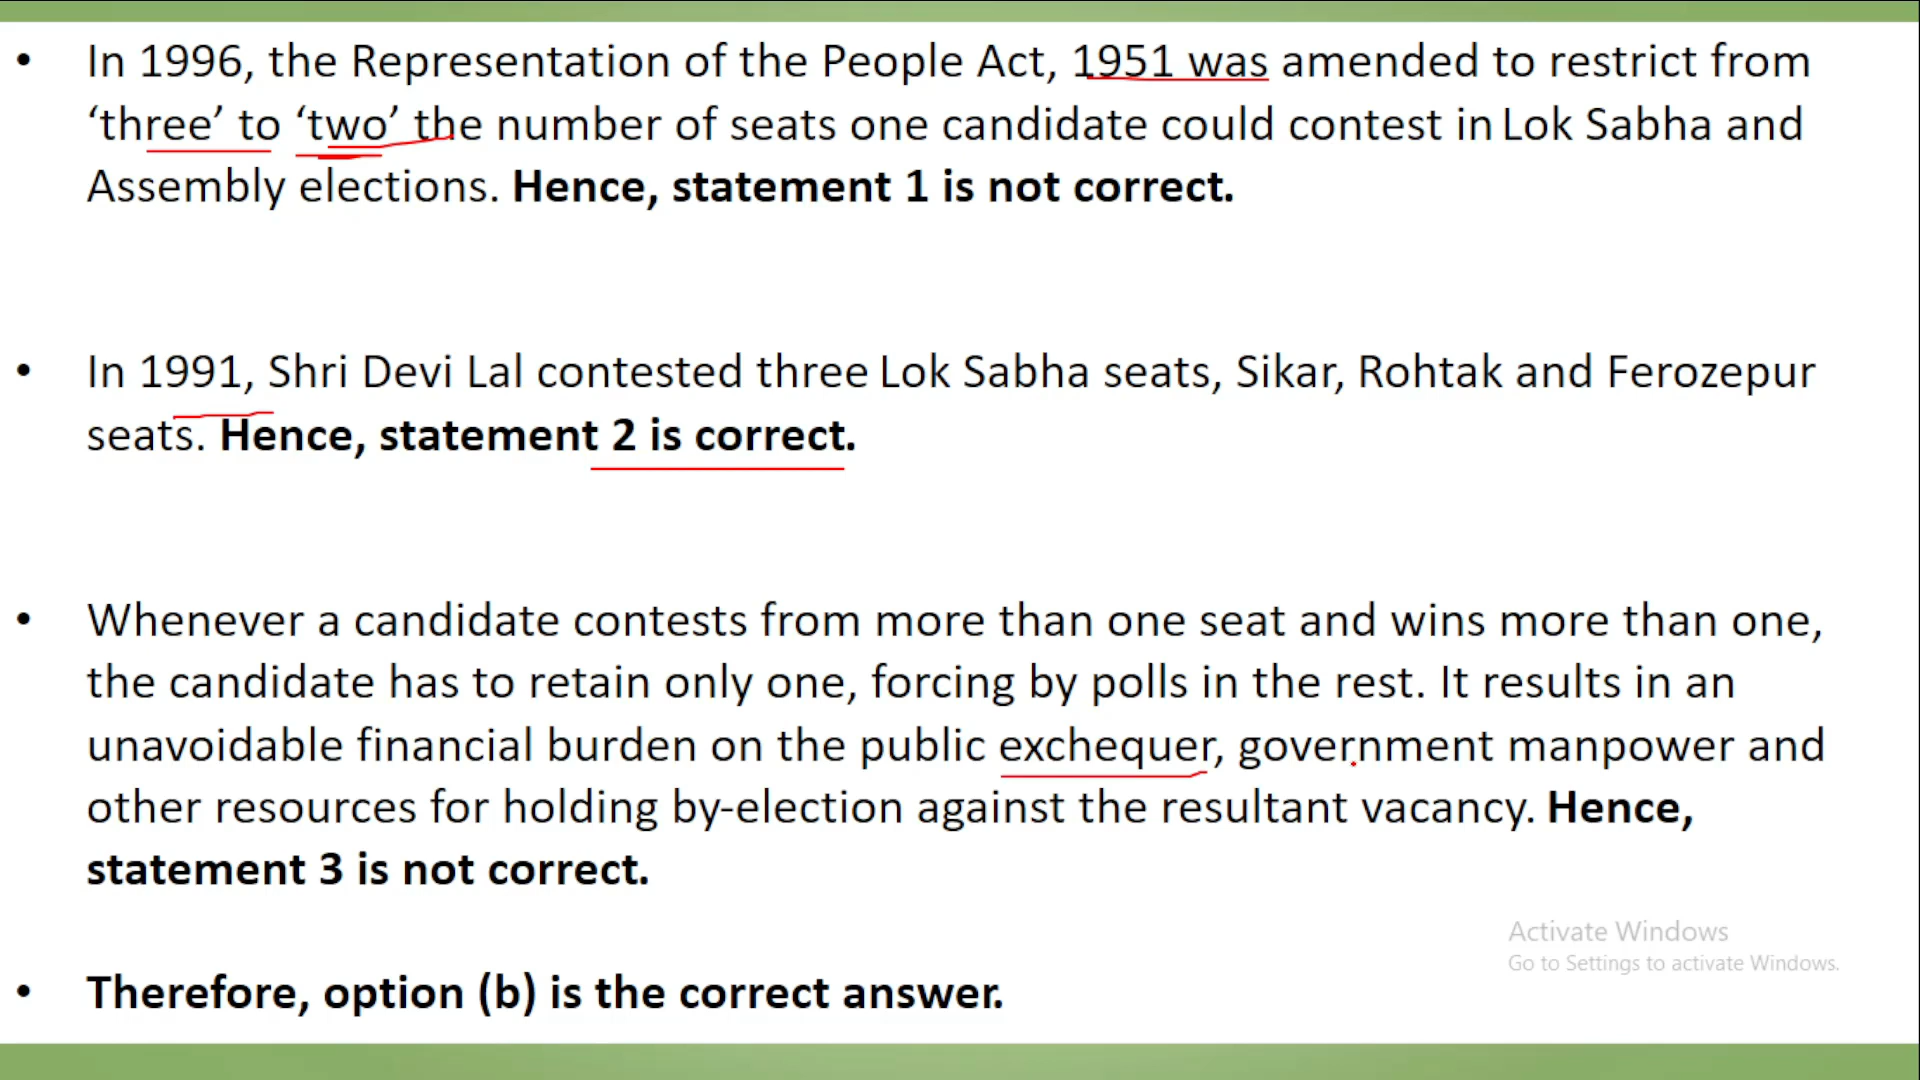 • In 1996, the Representation of the People Act, 1951 was amended to restrict from
‘three’ to ‘two’ the number of seats one candidate could contest in Lok Sabha and
Assembly elections. Hence, statement 1 is not correct.
• In 1991, Shri Devi Lal contested three Lok Sabha seats, Sikar, Rohtak and Ferozepur
seats. Hence, statement 2 is correct.
• Whenever a candidate contests from more than one seat and wins more than one,
the candidate has to retain only one, forcing by polls in the rest. It results in an
unavoidable financial burden on the public exchequer, government manpower and
other resources for holding by-election against the resultant vacancy. Hence,
statement 3 is not correct.
Activate Windows
Go to Settings to activate Windows.
• Therefore, option (b) is the correct answer.